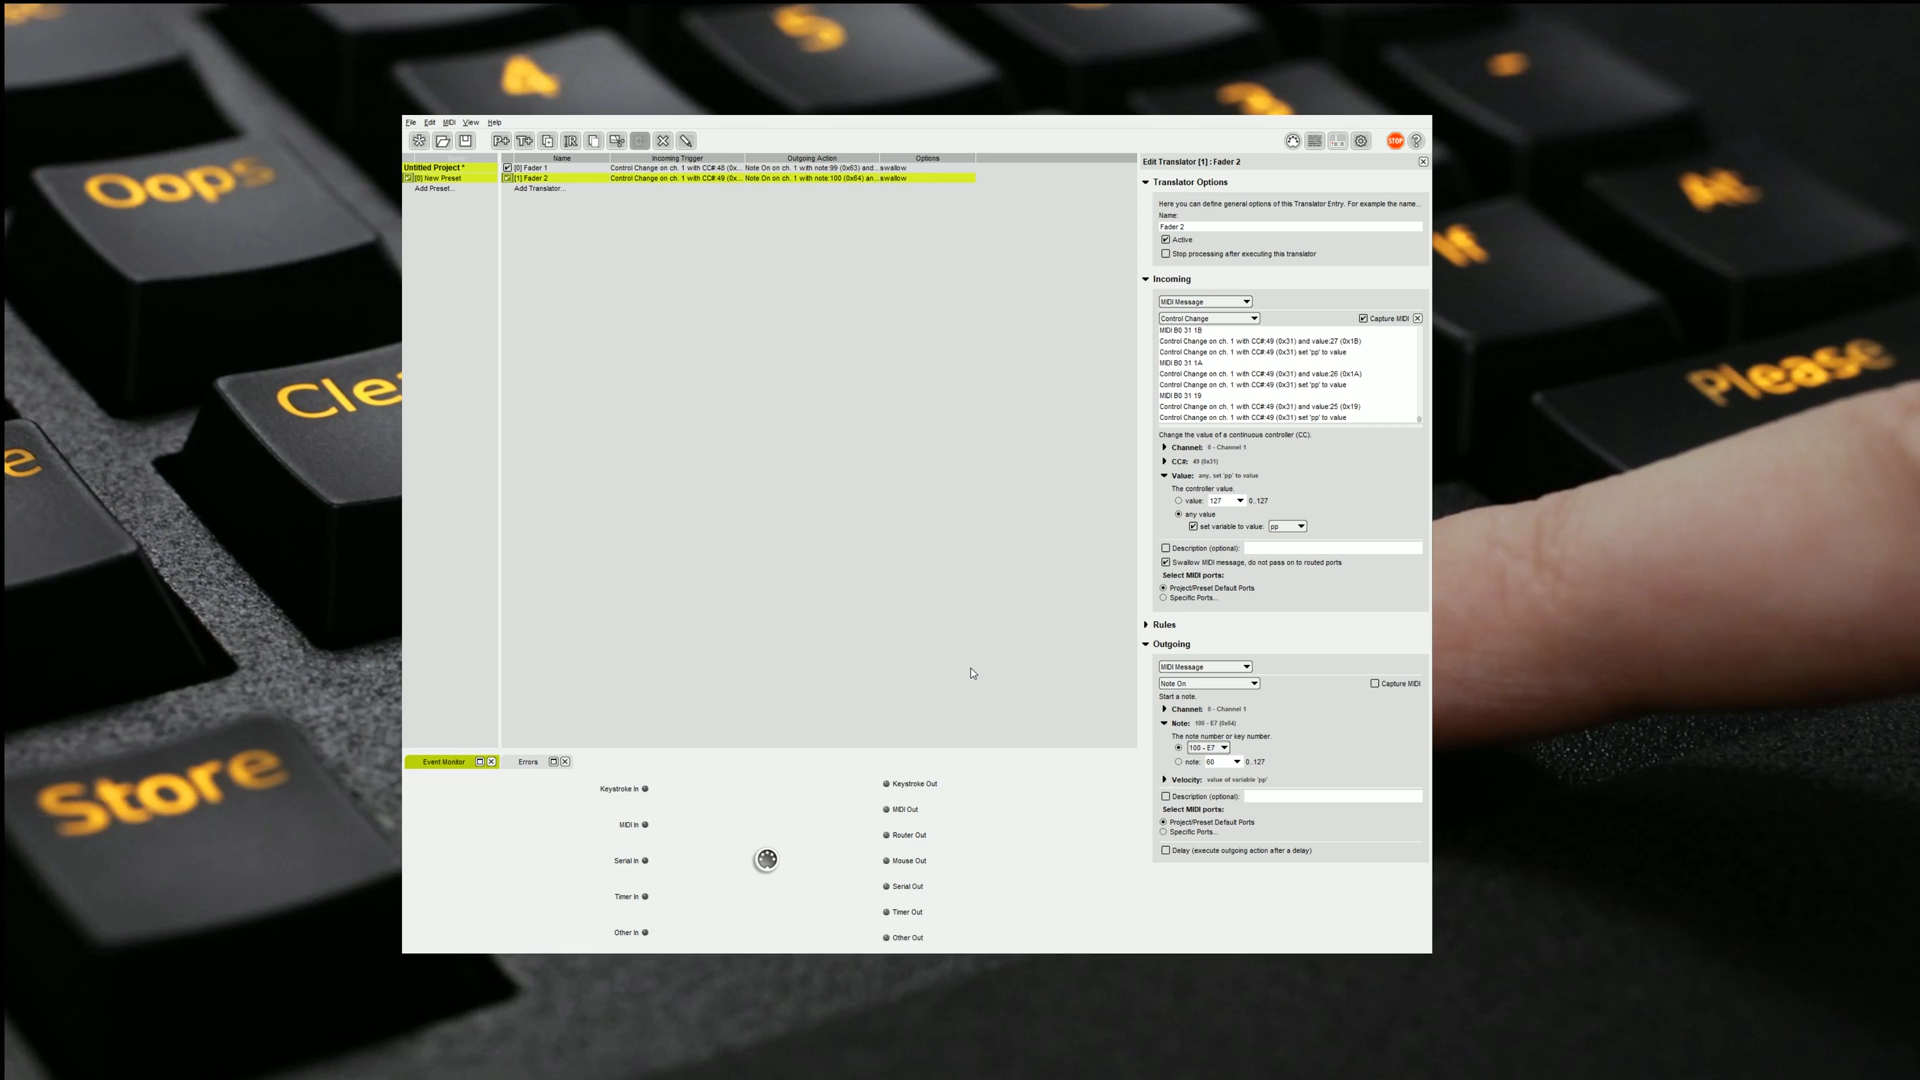 4
5
2
Oops
Clea
At
If
Please
Store
e
File Edit MIDI View Help
P+ T+ IR STOP ?
Name Incoming Trigger Outgoing Action Options
Untitled Project *
[0] New Preset
Add Preset...
[0] Fader 1 Control Change on ch. 1 with CC#:48 (0x... Note On on ch. 1 with note:99 (0x63) an... swallow
[1] Fader 2 Control Change on ch. 1 with CC#:49 (0x... Note On on ch. 1 with note:100 (0x64) an... swallow
Add Translator...
Edit Translator [1] : Fader 2
Translator Options
Here you can define general options of this Translator Entry. For example the name...
Name:
Fader 2
Active
Stop processing after executing this translator
Incoming
MIDI Message
Control Change Capture MIDI
MIDI B0 31 1B
Control Change on ch. 1 with CC#:49 (0x31) and value:27 (0x1B)
Control Change on ch. 1 with CC#:49 (0x31) set 'pp' to value
MIDI B0 31 1A
Control Change on ch. 1 with CC#:49 (0x31) and value:26 (0x1A)
Control Change on ch. 1 with CC#:49 (0x31) set 'pp' to value
MIDI B0 31 19
Control Change on ch. 1 with CC#:49 (0x31) and value:25 (0x19)
Control Change on ch. 1 with CC#:49 (0x31) set 'pp' to value
Change the value of a continuous controller (CC).
Channel: 0 - Channel 1
CC#: 49 (0x31)
Value: any, set 'pp' to value
The controller value.
value: 127 0..127
any value
set variable to value: pp
Description (optional):
Swallow MIDI message, do not pass on to routed ports
Select MIDI ports:
Project/Preset Default Ports
Specific Ports...
Rules
Outgoing
MIDI Message
Note On Capture MIDI
Start a note.
Channel: 0 - Channel 1
Note: 100 - E7 (0x64)
The note number or key number.
100 - E7
note: 60 0..127
Velocity: value of variable 'pp'
Description (optional):
Select MIDI ports:
Project/Preset Default Ports
Specific Ports...
Delay (execute outgoing action after a delay)
Event Monitor Errors
Keystroke In
MIDI In
Serial In
Timer In
Other In
Keystroke Out
MIDI Out
Router Out
Mouse Out
Serial Out
Timer Out
Other Out